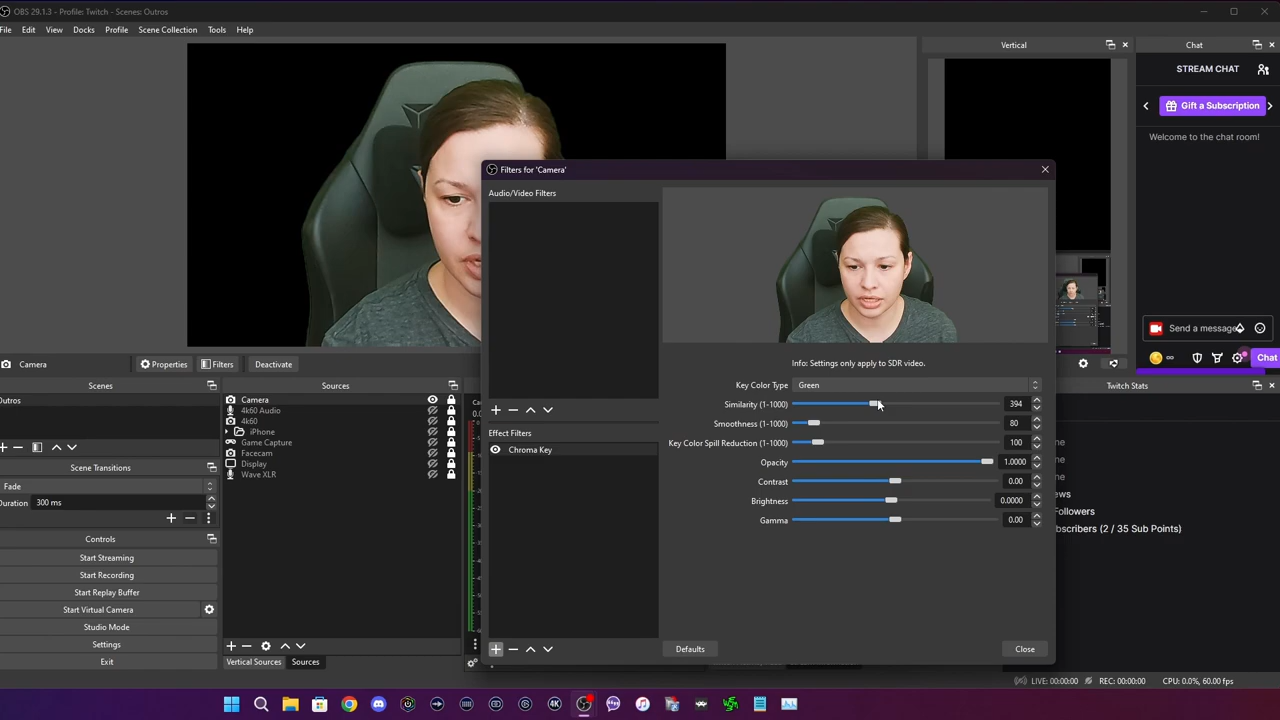 OBS 29.1.3 - Profile: Twitch - Scenes: Outros
File Edit View Docks Profile Scene Collection Tools Help
Vertical
Chat
STREAM CHAT
Gift a Subscription
Welcome to the chat room!
Filters for 'Camera'
Audio/Video Filters
Effect Filters
Chroma Key
Info: Settings only apply to SDR video.
Key Color Type Green
Similarity (1-1000) 394
Smoothness (1-1000) 80
Key Color Spill Reduction (1-1000) 100
Opacity 1.0000
Contrast 0.00
Brightness 0.0000
Gamma 0.00
Defaults
Close
Send a message
Chat
Camera
Properties
Filters
Deactivate
Scenes
Outros
Scene Transitions
Fade
Duration 300 ms
Controls
Start Streaming
Start Recording
Start Replay Buffer
Start Virtual Camera
Studio Mode
Settings
Exit
Sources
Camera
4k60 Audio
4k60
iPhone
Game Capture
Facecam
Display
Wave XLR
Vertical Sources
Sources
Twitch Stats
me
me
ews
Followers
bscribers (2 / 35 Sub Points)
LIVE: 00:00:00
REC: 00:00:00
CPU: 0.0%, 60.00 fps
4K